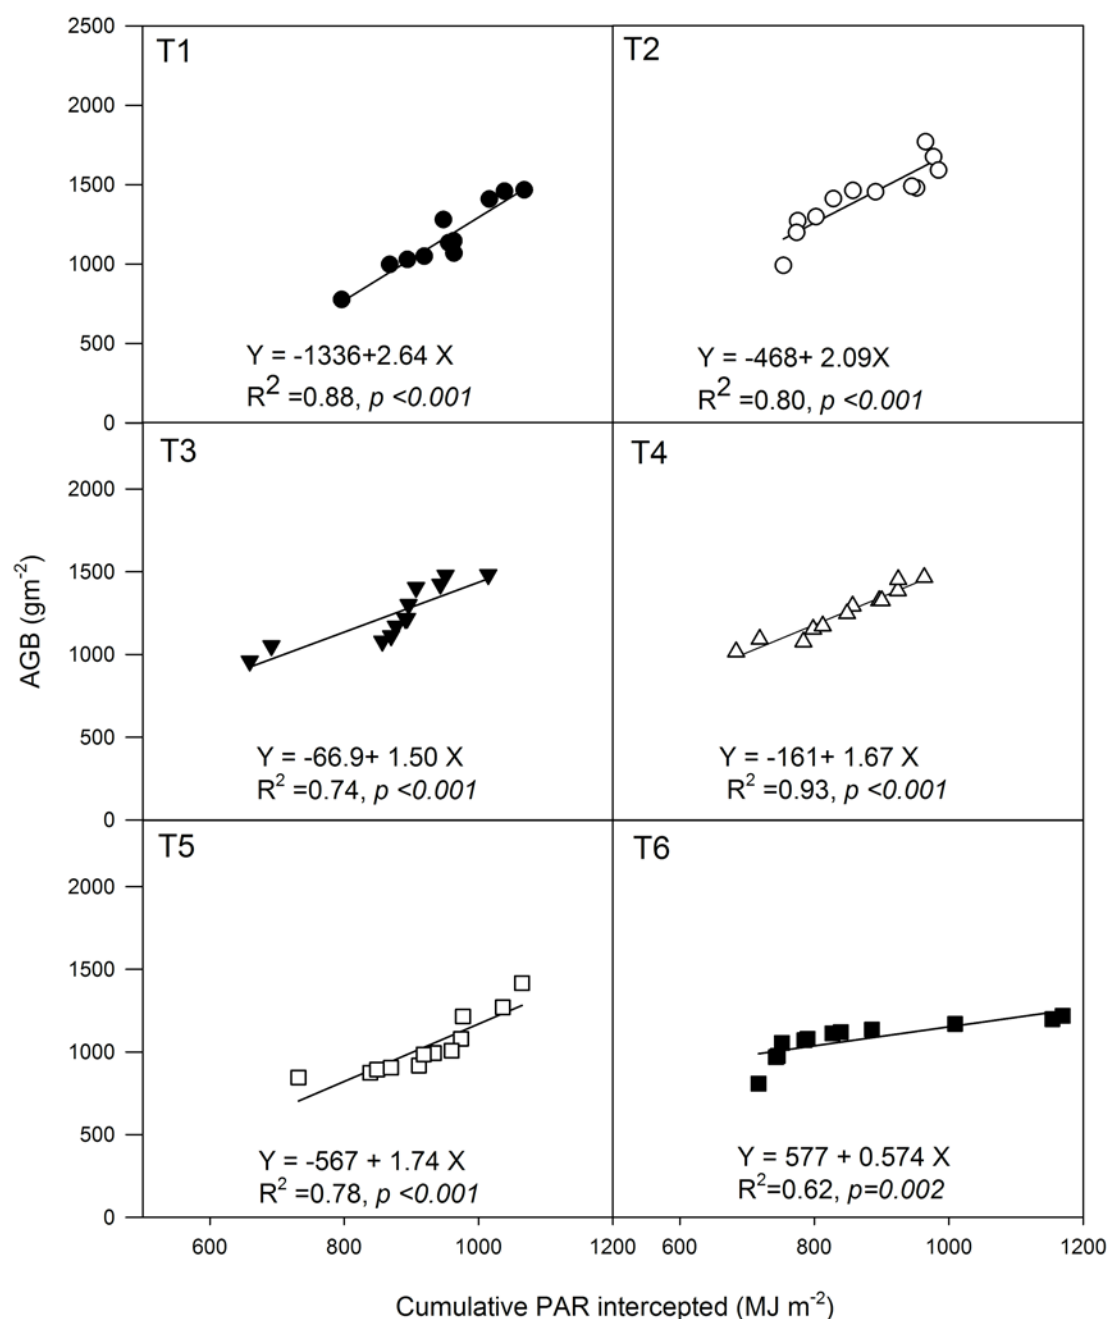 2500
2000
1500
1000
500
0
T1
Y = -1336+2.64 X
R² =0.88, p <0.001
T2
Y = -468+ 2.09X
R² =0.80, p <0.001
2000
1500
1000
500
0
T3
Y = -66.9+ 1.50 X
R² =0.74, p <0.001
T4
Y = -161+ 1.67 X
R² =0.93, p <0.001
AGB (gm⁻²)
2000
1500
1000
500
0
T5
Y = -567 + 1.74 X
R² =0.78, p <0.001
T6
Y = 577 + 0.574 X
R²=0.62, p=0.002
600 800 1000 1200 600 800 1000 1200
Cumulative PAR intercepted (MJ m⁻²)